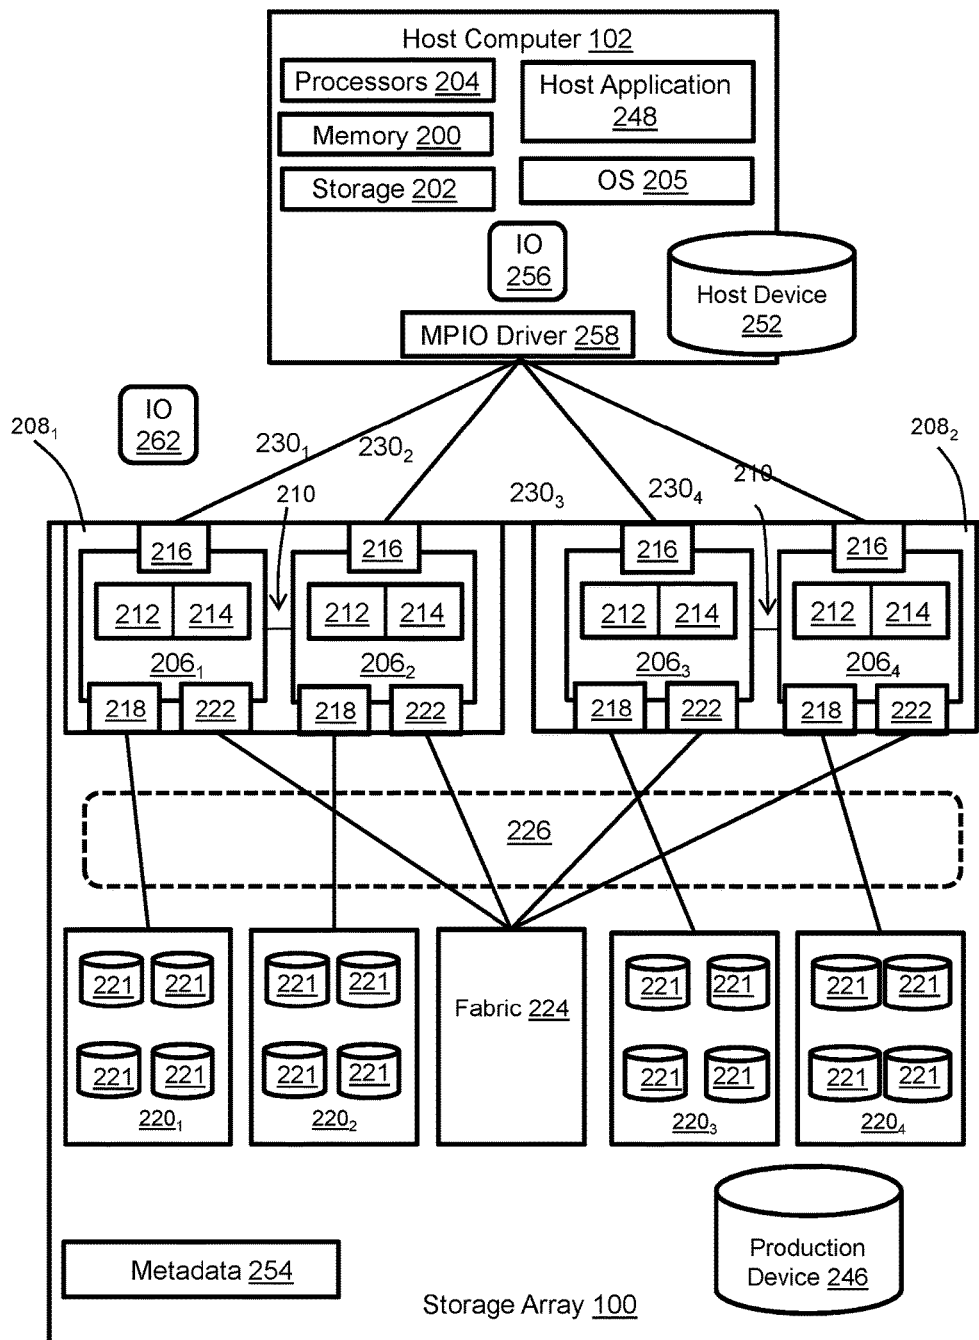 Host Computer 102
Processors 204
Host Application
248
Memory 200
Storage 202
OS 205
IO
256
Host Device
252
MPIO Driver 258
IO
262
208₁
230₁
230₂
230₃
230₄
208₂
210
210
216
216
216
216
212 214
212 214
212 214
212 214
206₁
206₂
206₃
206₄
218 222
218 222
218 222
218 222
226
221 221
221 221
221 221
221 221
Fabric 224
221 221
221 221
221 221
221 221
220₁
220₂
220₃
220₄
Metadata 254
Production
Device 246
Storage Array 100